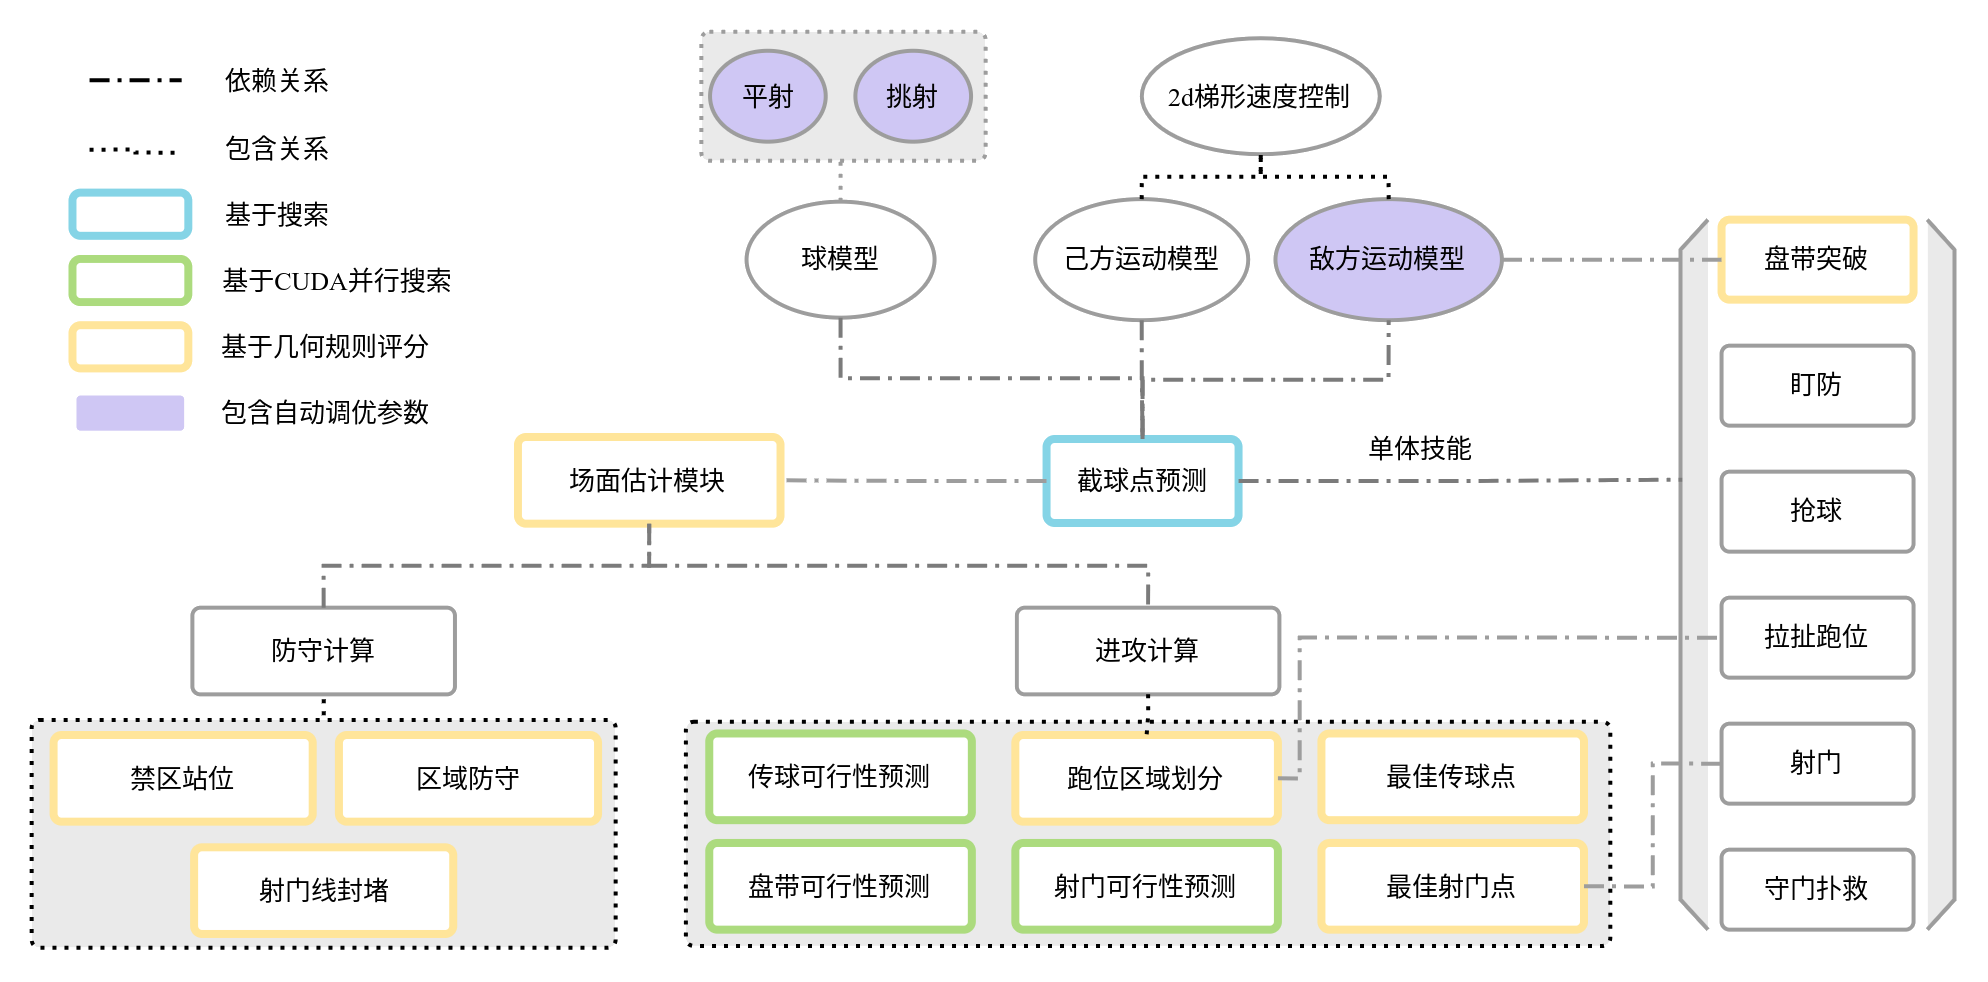 依赖关系
包含关系
基于搜索
基于CUDA并行搜索
基于几何规则评分
包含自动调优参数
平射
挑射
2d梯形速度控制
球模型
己方运动模型
敌方运动模型
场面估计模块
截球点预测
单体技能
盘带突破
盯防
抢球
拉扯跑位
射门
守门扑救
防守计算
进攻计算
禁区站位
区域防守
射门线封堵
传球可行性预测
跑位区域划分
最佳传球点
盘带可行性预测
射门可行性预测
最佳射门点